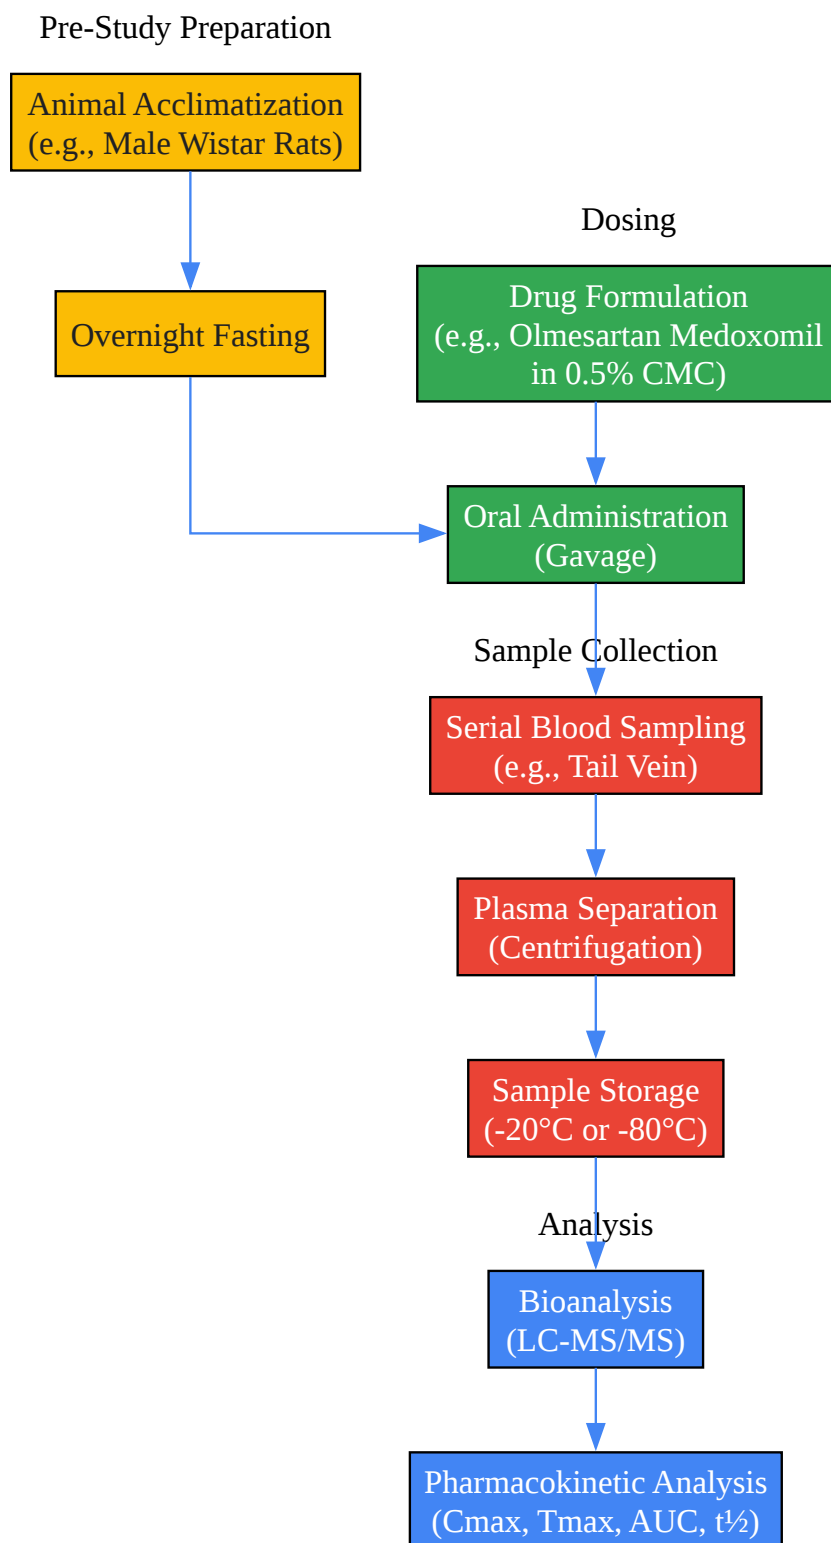 Pre-Study Preparation
Animal Acclimatization
(e.g., Male Wistar Rats)
Overnight Fasting
Dosing
Drug Formulation
(e.g., Olmesartan Medoxomil
in 0.5% CMC)
Oral Administration
(Gavage)
Sample Collection
Serial Blood Sampling
(e.g., Tail Vein)
Plasma Separation
(Centrifugation)
Sample Storage
(-20°C or -80°C)
Analysis
Bioanalysis
(LC-MS/MS)
Pharmacokinetic Analysis
(Cmax, Tmax, AUC, t½)